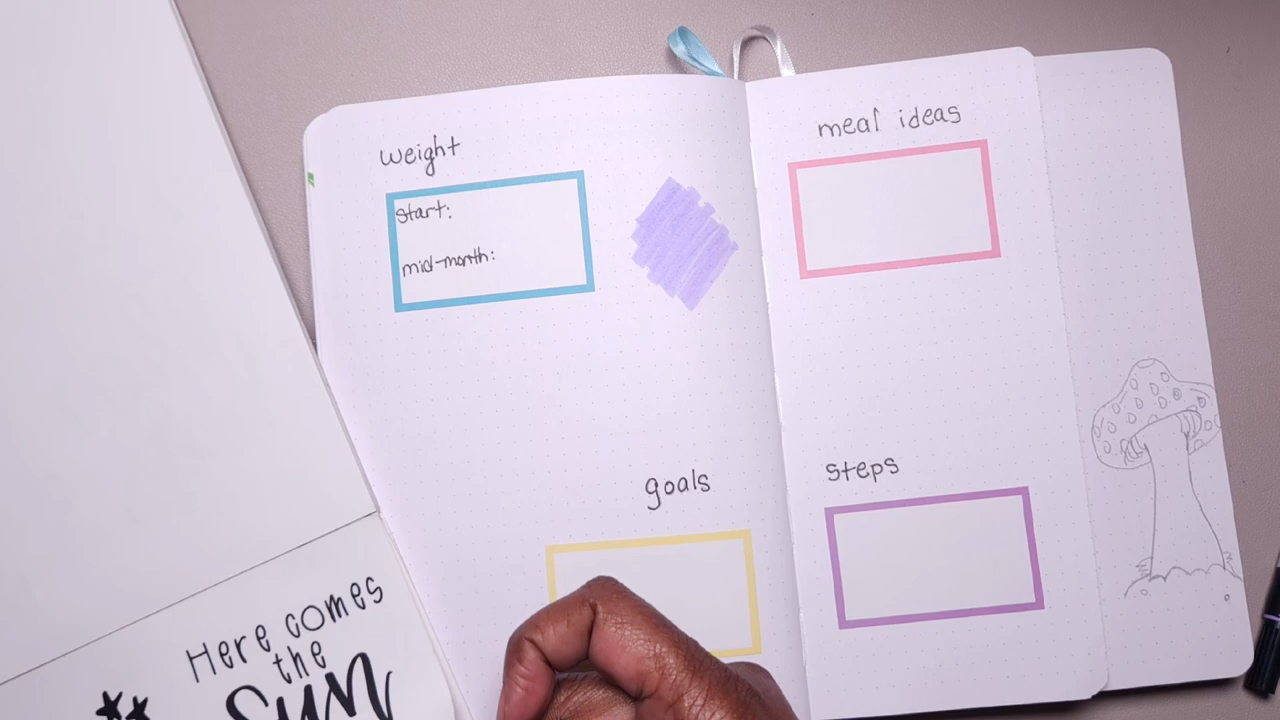 weight
start:
mid-month:
goals
meal ideas
steps
Here comes
the
Sun